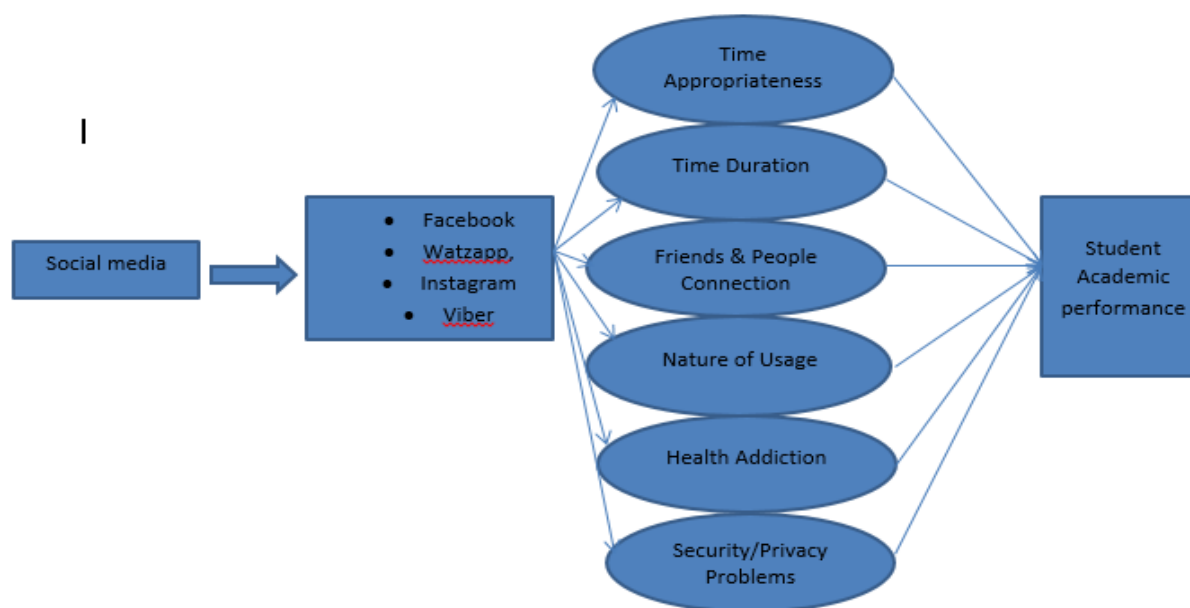 Social media
Facebook
Watzapp,
Instagram
Viber
Time
Appropriateness
Time Duration
Friends & People
Connection
Nature of Usage
Health Addiction
Security/Privacy
Problems
Student
Academic
performance